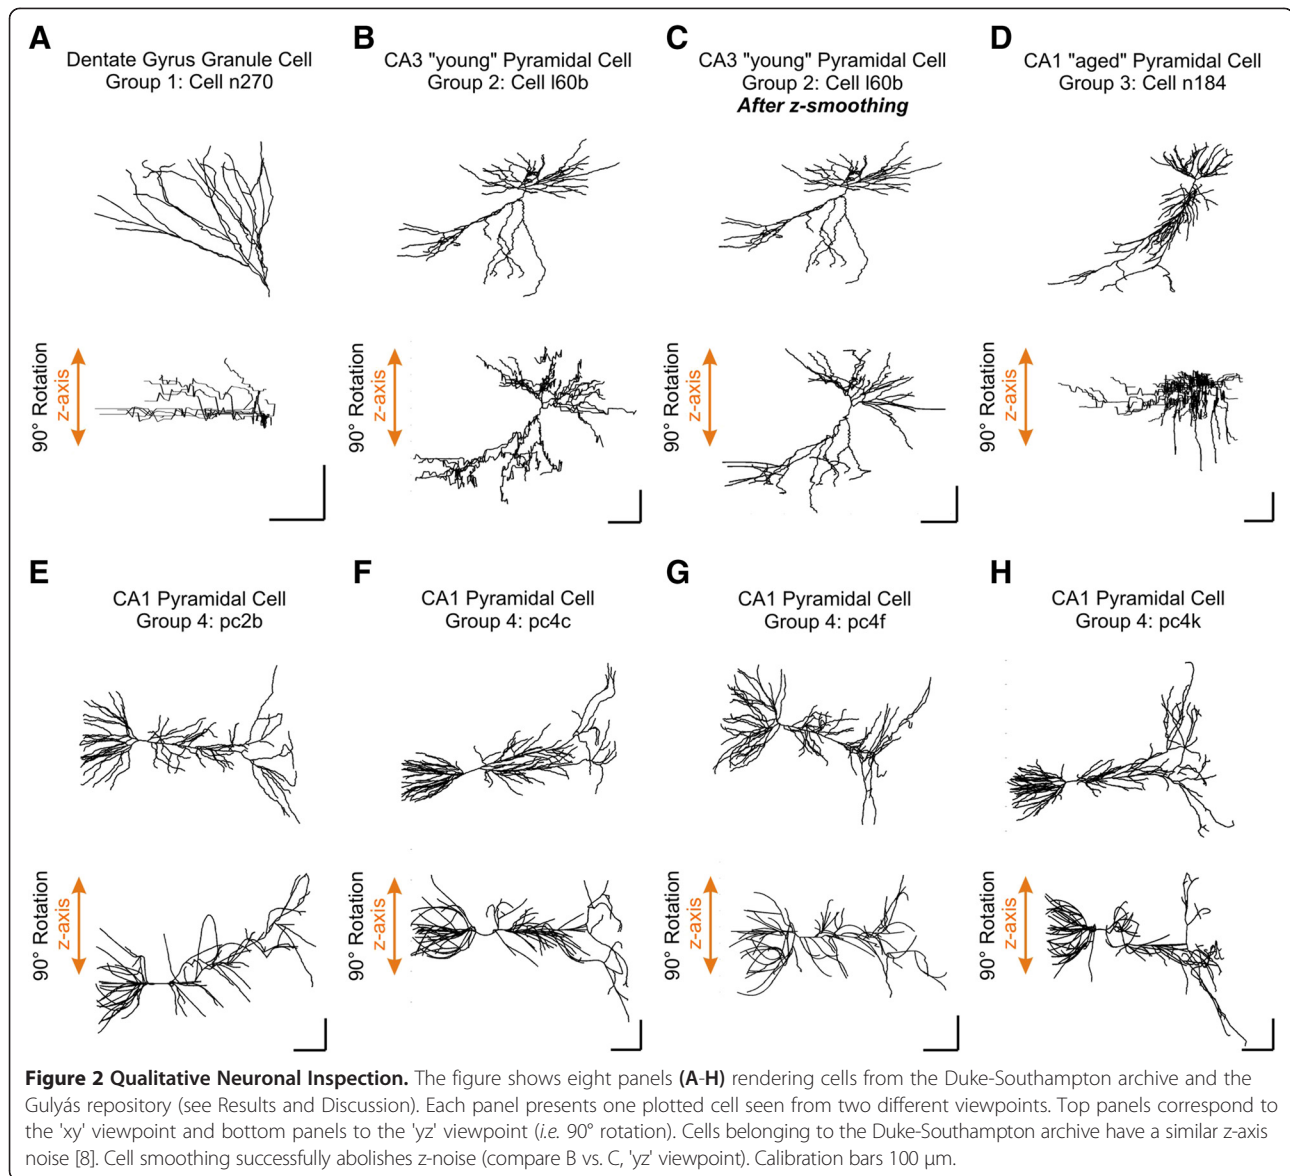 A
Dentate Gyrus Granule Cell
Group 1: Cell n270
B
CA3 "young" Pyramidal Cell
Group 2: Cell l60b
C
CA3 "young" Pyramidal Cell
Group 2: Cell l60b
After z-smoothing
D
CA1 "aged" Pyramidal Cell
Group 3: Cell n184
90° Rotation
z-axis
90° Rotation
z-axis
90° Rotation
z-axis
90° Rotation
z-axis
E
CA1 Pyramidal Cell
Group 4: pc2b
F
CA1 Pyramidal Cell
Group 4: pc4c
G
CA1 Pyramidal Cell
Group 4: pc4f
H
CA1 Pyramidal Cell
Group 4: pc4k
90° Rotation
z-axis
90° Rotation
z-axis
90° Rotation
z-axis
90° Rotation
z-axis
Figure 2 Qualitative Neuronal Inspection. The figure shows eight panels (A-H) rendering cells from the Duke-Southampton archive and the
Gulyás repository (see Results and Discussion). Each panel presents one plotted cell seen from two different viewpoints. Top panels correspond to
the 'xy' viewpoint and bottom panels to the 'yz' viewpoint (i.e. 90° rotation). Cells belonging to the Duke-Southampton archive have a similar z-axis
noise [8]. Cell smoothing successfully abolishes z-noise (compare B vs. C, 'yz' viewpoint). Calibration bars 100 μm.